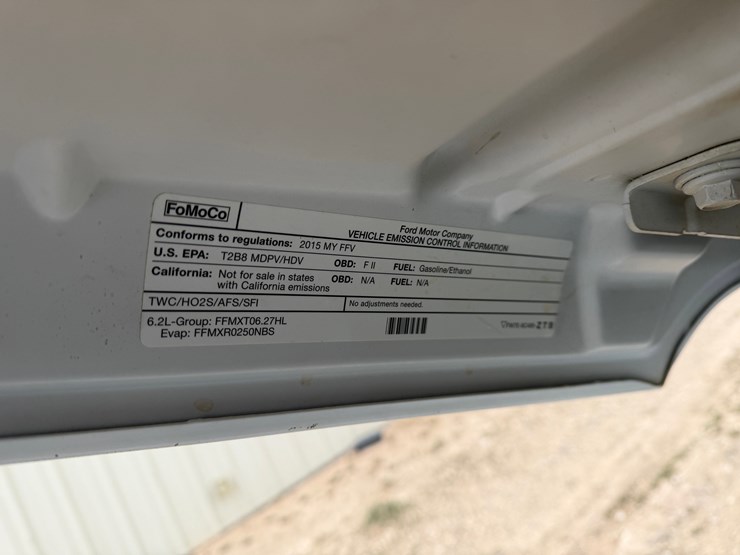 FoMoCo
Ford Motor Company
VEHICLE EMISSION CONTROL INFORMATION
Conforms to regulations: 2015 MY FFV
U.S. EPA: T2B8 MDPV/HDV OBD: F II FUEL: Gasoline/Ethanol
California: Not for sale in states with California emissions OBD: N/A FUEL: N/A
TWC/HO2S/AFS/SFI
No adjustments needed.
6.2L-Group: FFMXT06.27HL
Evap: FFMXR0250NBS